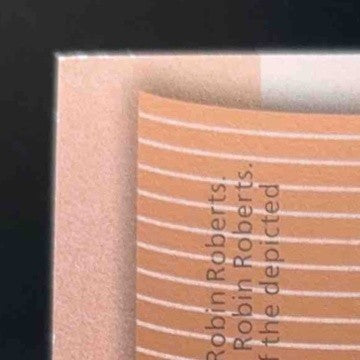 Robin Roberts.
Robin Roberts.
f the depicted